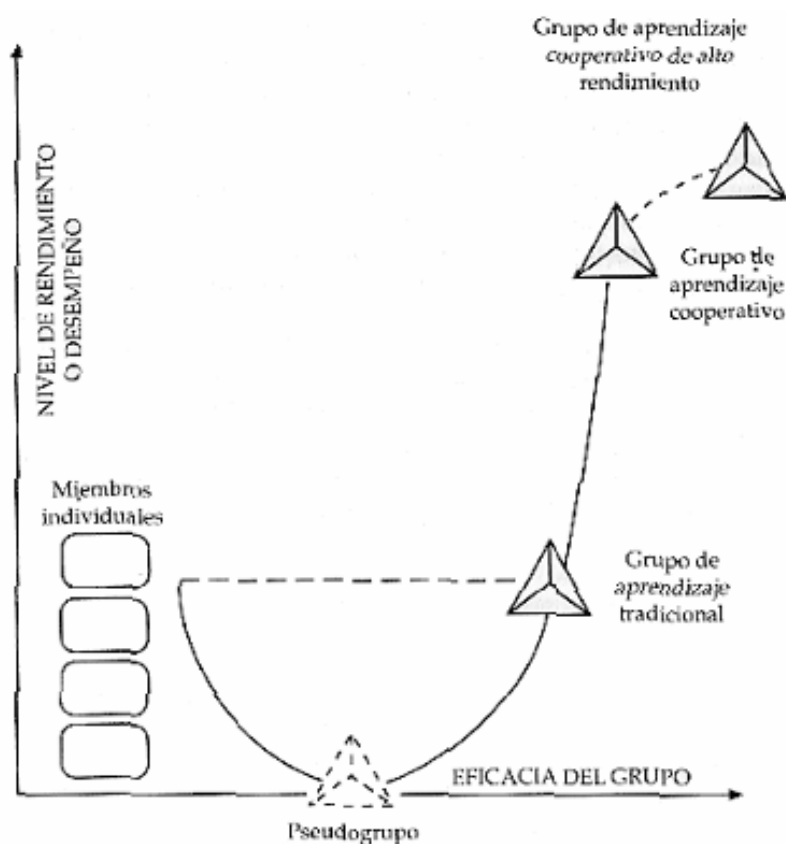 Grupo de aprendizaje
cooperativo de alto
rendimiento
NIVEL DE RENDIMIENTO
O DESEMPEÑO
Grupo de
aprendizaje
cooperativo
Miembros
individuales
Grupo de
aprendizaje
tradicional
EFICACIA DEL GRUPO
Pseudogrupo